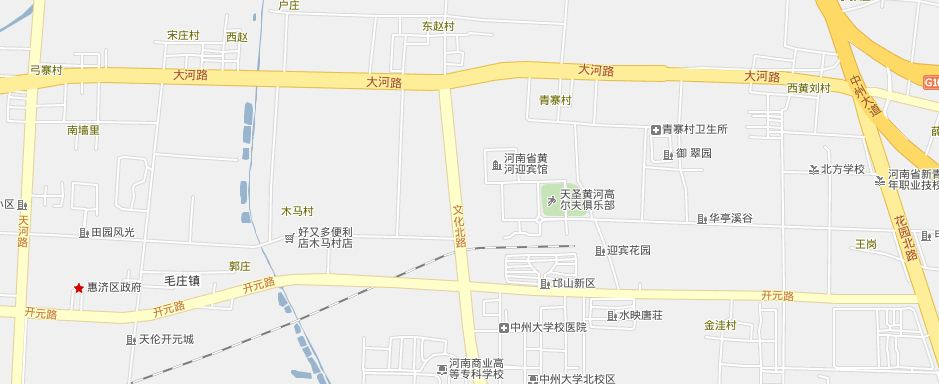 户庄
东赵村
宋庄村
西赵
弓寨村
大河路
大河路
大河路
大河路
中州大道
西黄刘村
青寨村
南墙里
青寨村卫生所
御 翠园
河南省黄
河迎宾馆
北方学校
河南省新青
年职业技校
天圣黄河高
尔夫俱乐部
小区
天河路
木马村
文化北路
华亭溪谷
花园北路
田园风光
好又多便利
店木马村店
王岗
迎宾花园
郭庄
毛庄镇
惠济区政府
开元路
邙山新区
开元路
开元路
开元路
水映唐庄
金洼村
中州大学校医院
天伦开元城
河南商业高
等专科学校
中州大学北校区